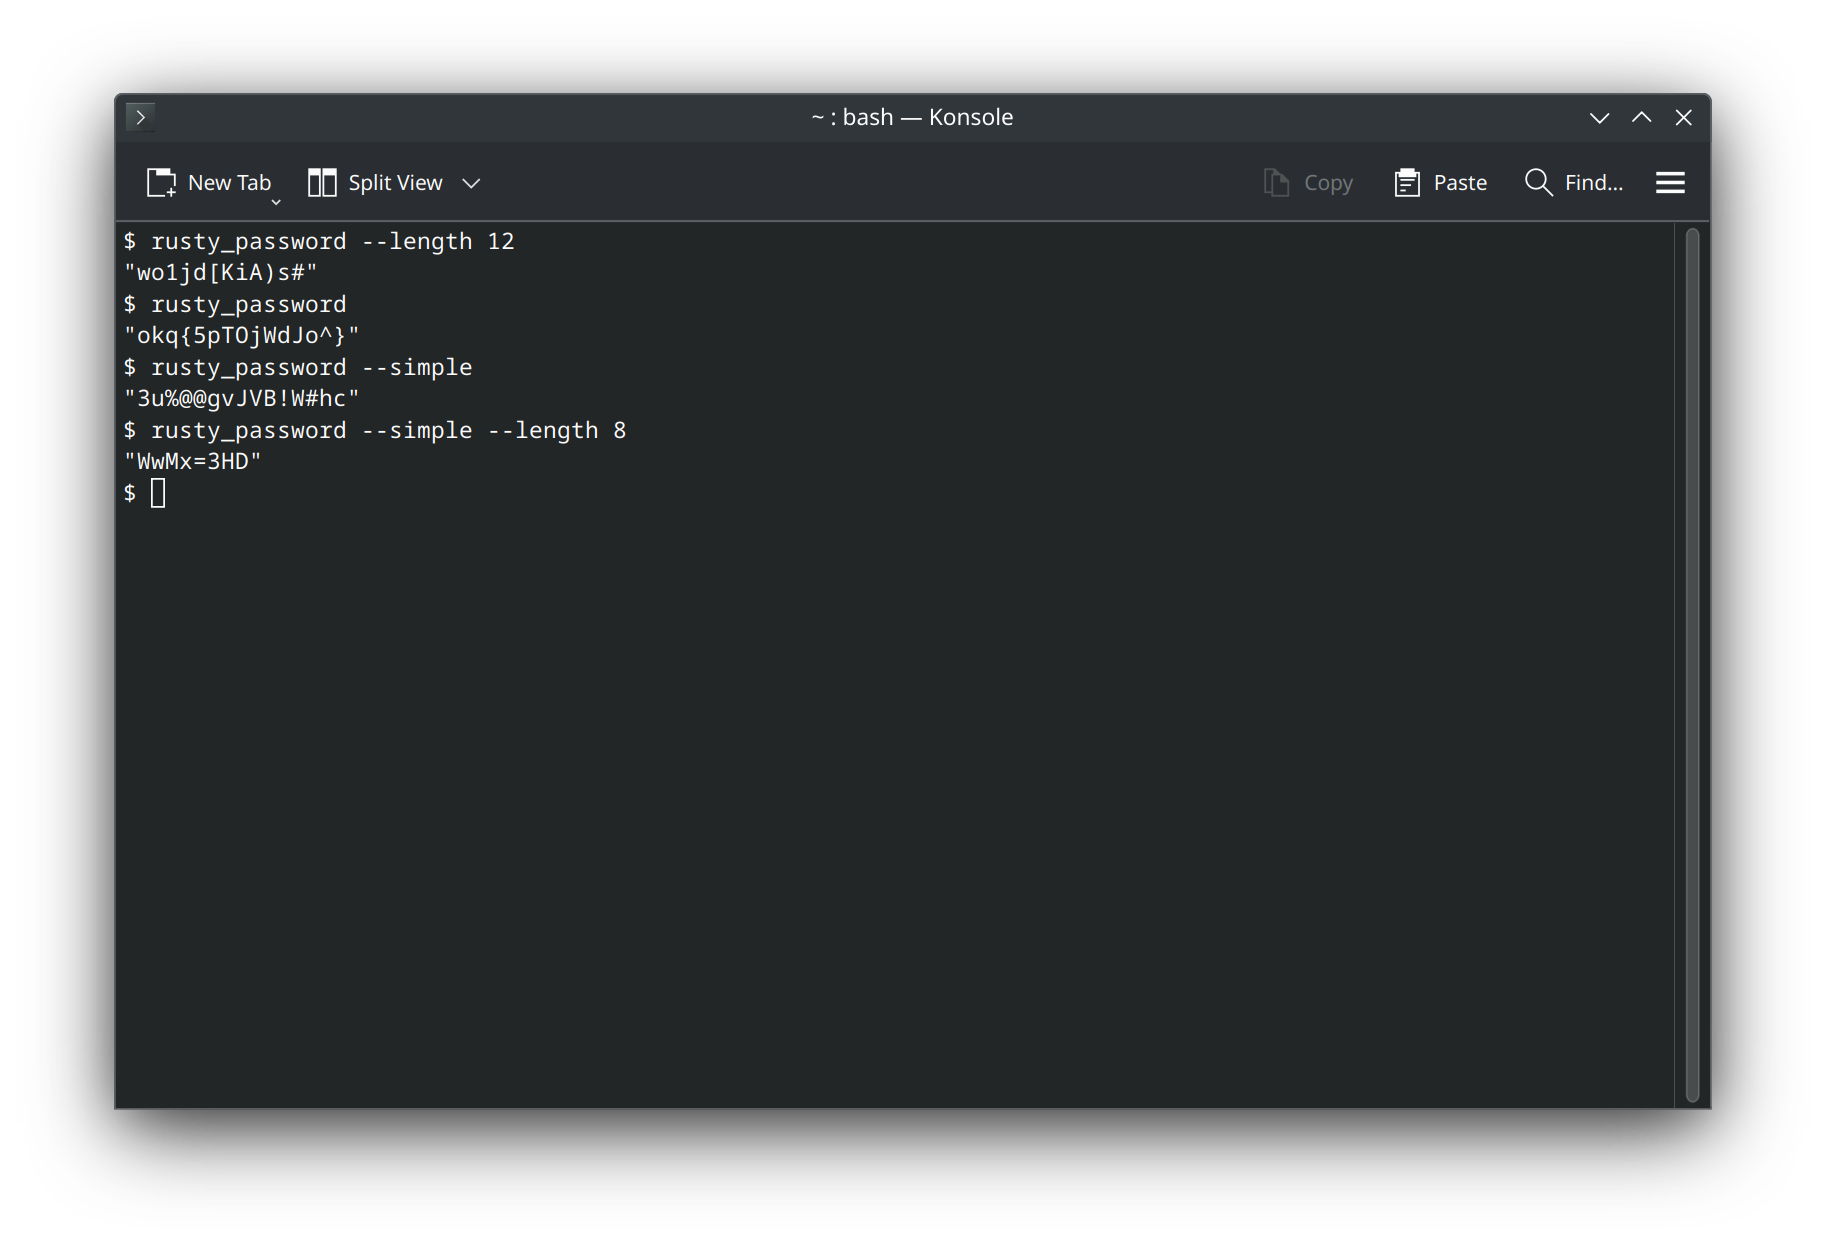 ~ : bash — Konsole
New Tab Split View Copy Paste Find...
$ rusty_password --length 12
"wo1jd[KiA)s#"
$ rusty_password
"okq{5pTOjWdJo^}"
$ rusty_password --simple
"3u%@@gvJVB!W#hc"
$ rusty_password --simple --length 8
"WwMx=3HD"
$